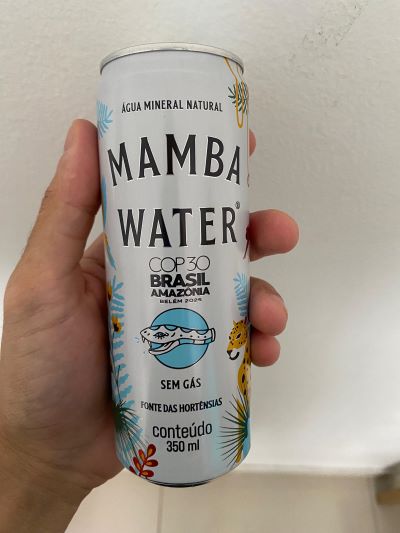 ÁGUA MINERAL NATURAL
MAMBA
WATER®
COP30
BRASIL
AMAZÔNIA
BELÉM 2025
SEM GÁS
FONTE DAS HORTÊNSIAS
conteúdo
350 ml